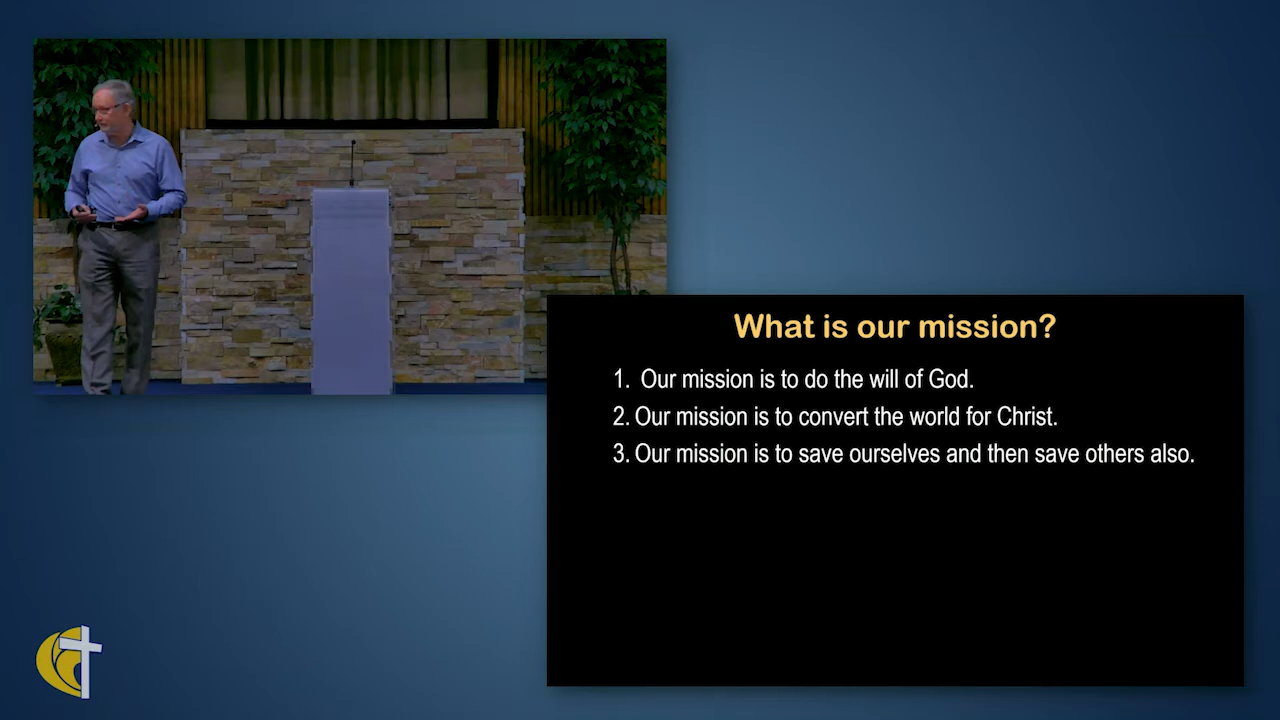 What is our mission?
1. Our mission is to do the will of God.
2. Our mission is to convert the world for Christ.
3. Our mission is to save ourselves and then save others also.